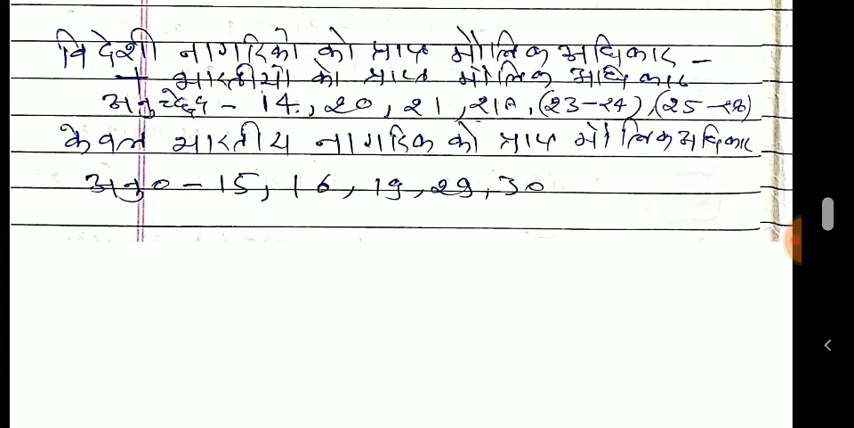 विदेशी नागरिको को प्राप्त मौलिक अधिकार -
+ भारतीयो को प्राप्त मौलिक अधिकार
अनुच्छेद - 14, 20, 21, 21A, (23-24), (25-28)
केवल भारतीय नागरिक को प्राप्त मौलिक अधिकार
अनु० - 15, 16, 19, 29, 30